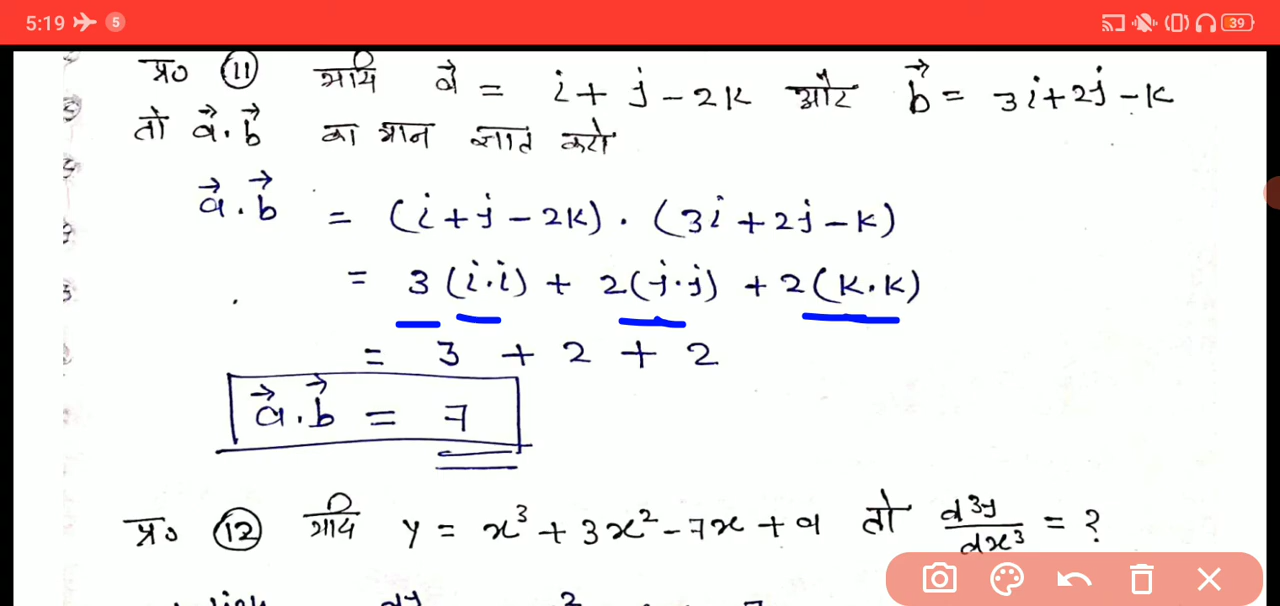 5:19 5 39
प्र० 11 यदि a⃗ = i + j - 2k और b⃗ = 3i + 2j - k
तो a⃗.b⃗ का मान ज्ञात करो
a⃗.b⃗ = (i + j - 2k) . (3i + 2j - k)
= 3(i.i) + 2(j.j) + 2(k.k)
= 3 + 2 + 2
a⃗.b⃗ = 7
प्र० 12 यदि y = x³ + 3x² - 7x + 9 तो d³y/dx³ = ?